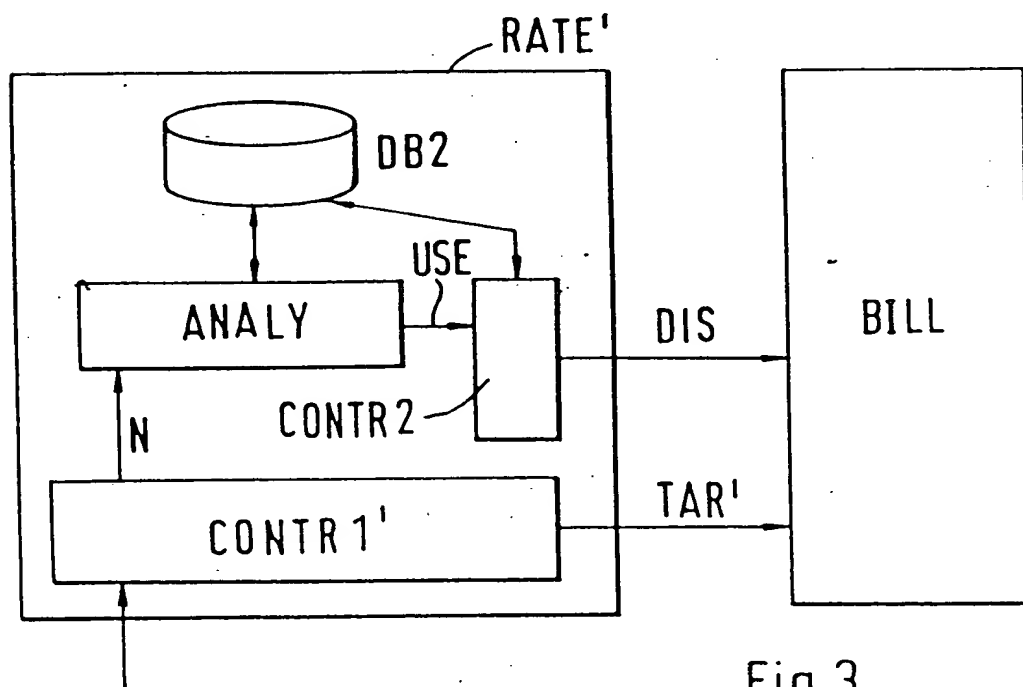 RATE'
DB2
USE
ANALY
DIS
BILL
CONTR2
N
TAR'
CONTR1'
Fig.3